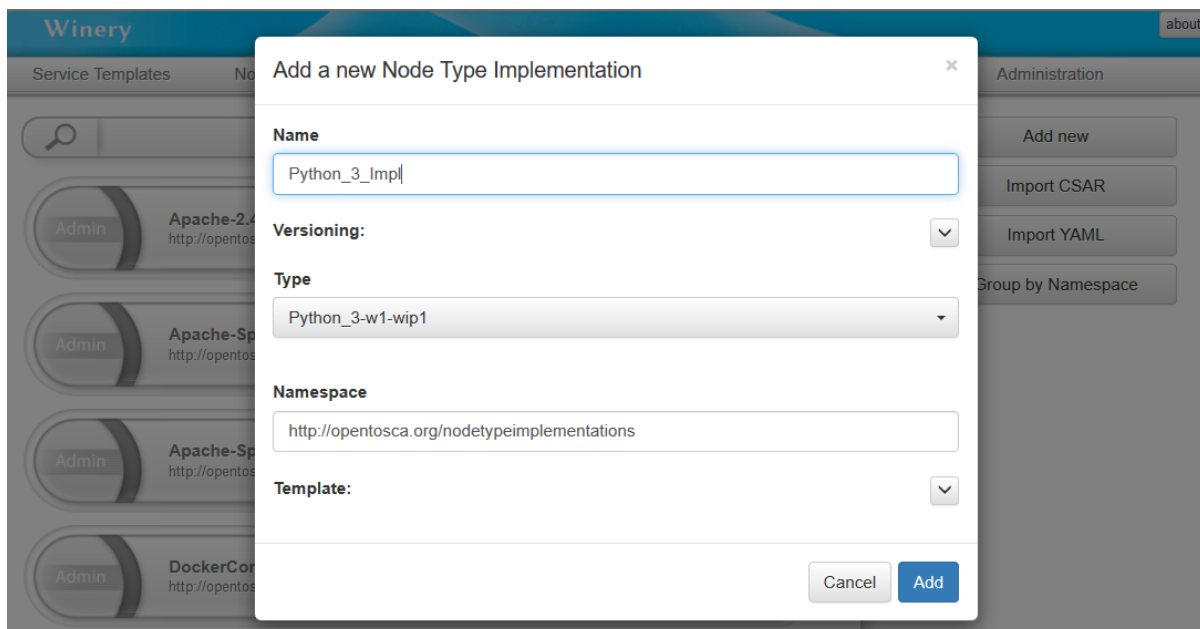 Winery
about
Service Templates
No
Administration
Add a new Node Type Implementation
×
Name
Python_3_Impl
Versioning:
Type
Python_3-w1-wip1
Namespace
http://opentosca.org/nodetypeimplementations
Template:
Cancel
Add
Admin
Apache-2.4
http://opentos
Admin
Apache-Sp
http://opentos
Admin
Apache-Sp
http://opentos
Admin
DockerCor
http://opentos
Add new
Import CSAR
Import YAML
Group by Namespace